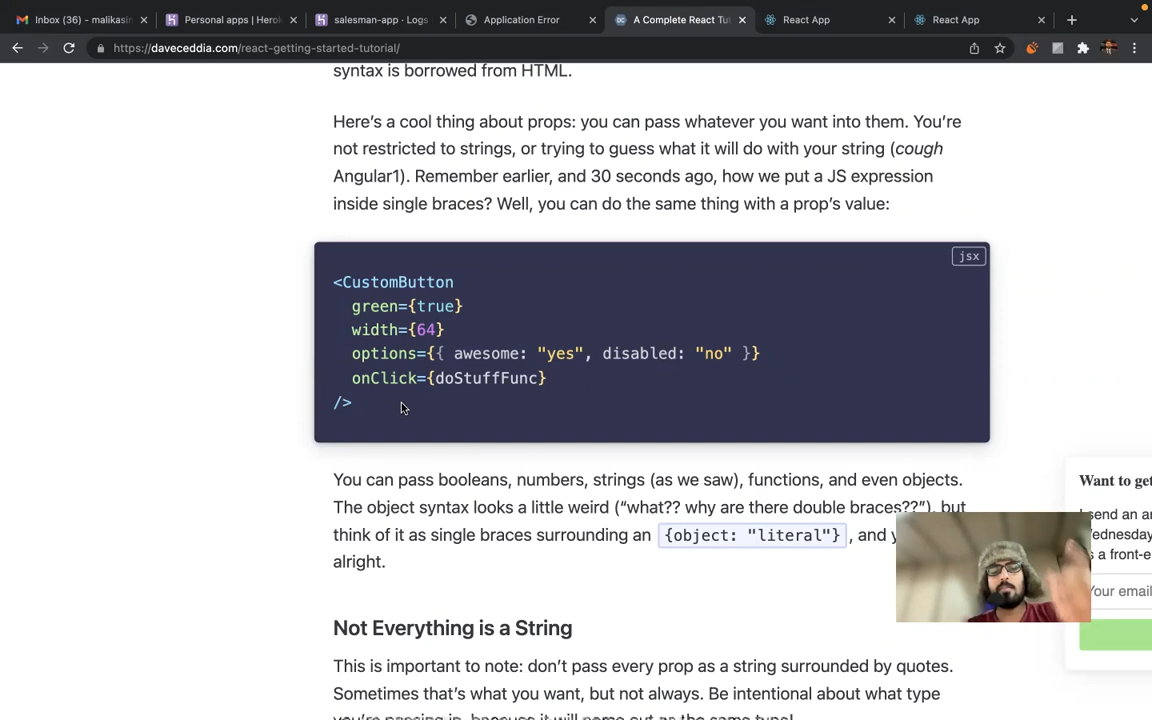 Inbox (36) - malikasin
Personal apps | Herok
salesman-app · Logs
Application Error
A Complete React Tut
React App
React App
https://daveceddia.com/react-getting-started-tutorial/
syntax is borrowed from HTML.
Here’s a cool thing about props: you can pass whatever you want into them. You’re
not restricted to strings, or trying to guess what it will do with your string (cough
Angular1). Remember earlier, and 30 seconds ago, how we put a JS expression
inside single braces? Well, you can do the same thing with a prop’s value:
jsx
<CustomButton
green={true}
width={64}
options={{ awesome: "yes", disabled: "no" }}
onClick={doStuffFunc}
/>
You can pass booleans, numbers, strings (as we saw), functions, and even objects.
The object syntax looks a little weird (“what?? why are there double braces??”), but
think of it as single braces surrounding an {object: "literal"} , and y
alright.
Want to get
send an ar
Wednesday
s a front-e
Your email
Not Everything is a String
This is important to note: don’t pass every prop as a string surrounded by quotes.
Sometimes that’s what you want, but not always. Be intentional about what type